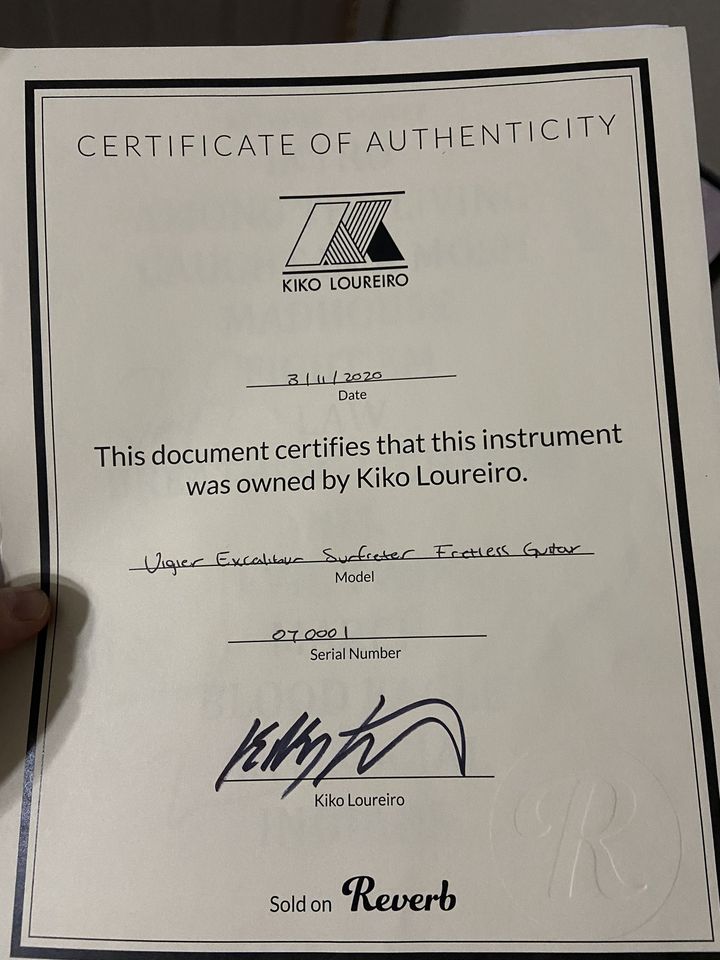 CERTIFICATE OF AUTHENTICITY
KIKO LOUREIRO
3/11/2020
Date
This document certifies that this instrument
was owned by Kiko Loureiro.
Vigier Excalibur Surfreter Fretless Guitar
Model
070001
Serial Number
Kiko Loureiro
Sold on Reverb
R